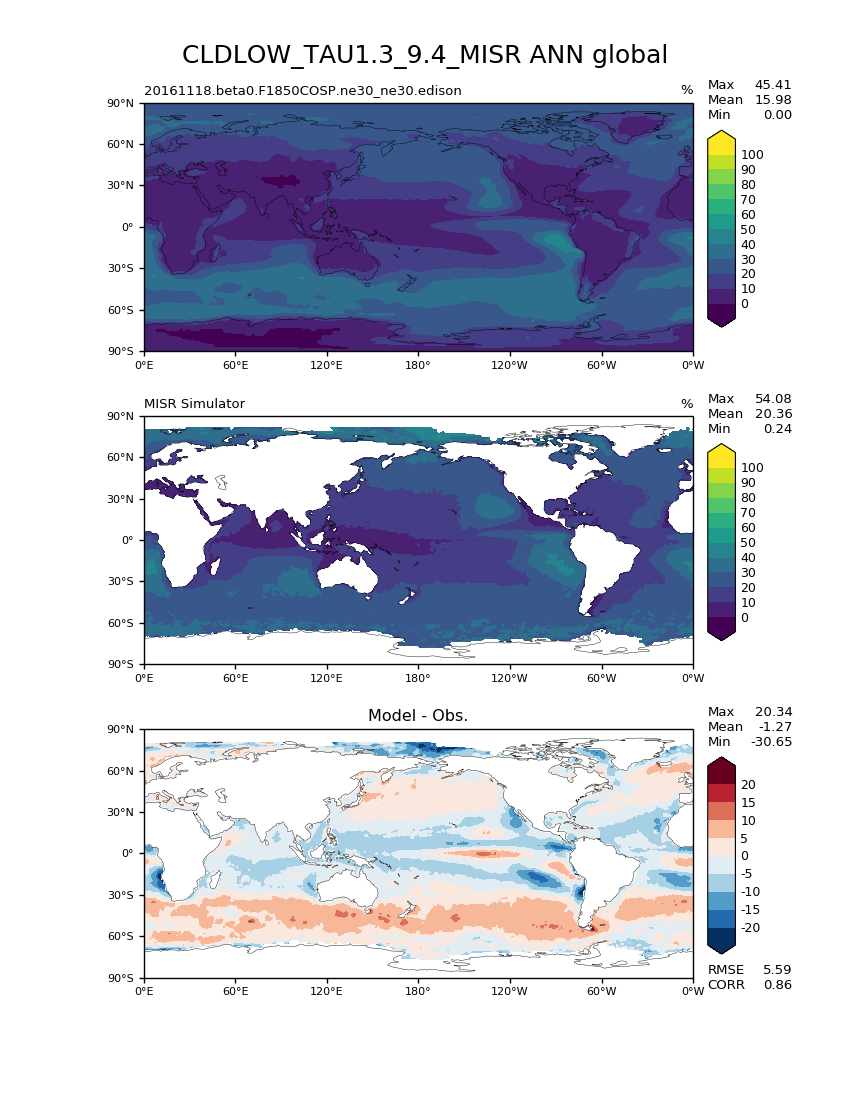 CLDLOW_TAU1.3_9.4_MISR ANN global
20161118.beta0.F1850COSP.ne30_ne30.edison %
Max 45.41
Mean 15.98
Min 0.00
90°N
60°N
30°N
0°
30°S
60°S
90°S
0°E 60°E 120°E 180° 120°W 60°W 0°W
100
90
80
70
60
50
40
30
20
10
0
MISR Simulator %
Max 54.08
Mean 20.36
Min 0.24
90°N
60°N
30°N
0°
30°S
60°S
90°S
0°E 60°E 120°E 180° 120°W 60°W 0°W
100
90
80
70
60
50
40
30
20
10
0
Model - Obs.
Max 20.34
Mean -1.27
Min -30.65
90°N
60°N
30°N
0°
30°S
60°S
90°S
0°E 60°E 120°E 180° 120°W 60°W 0°W
20
15
10
5
0
-5
-10
-15
-20
RMSE 5.59
CORR 0.86